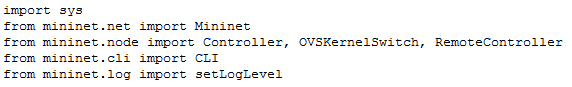 import sys
from mininet.net import Mininet
from mininet.node import Controller, OVSKernelSwitch, RemoteController
from mininet.cli import CLI
from mininet.log import setLogLevel